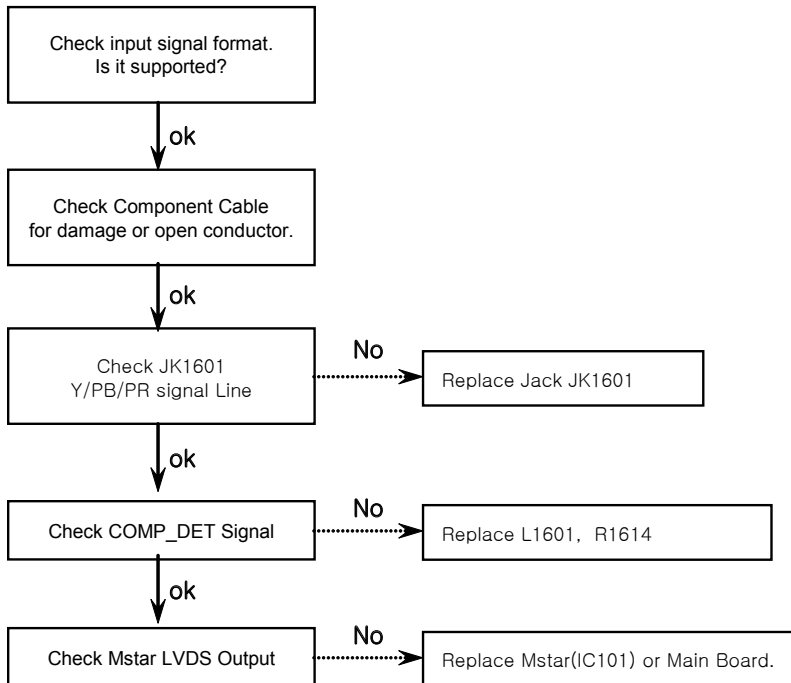 Check input signal format.
Is it supported?
ok
Check Component Cable
for damage or open conductor.
ok
Check JK1601
Y/PB/PR signal Line
No
Replace Jack JK1601
ok
Check COMP_DET Signal
No
Replace L1601, R1614
ok
Check Mstar LVDS Output
No
Replace Mstar(IC101) or Main Board.